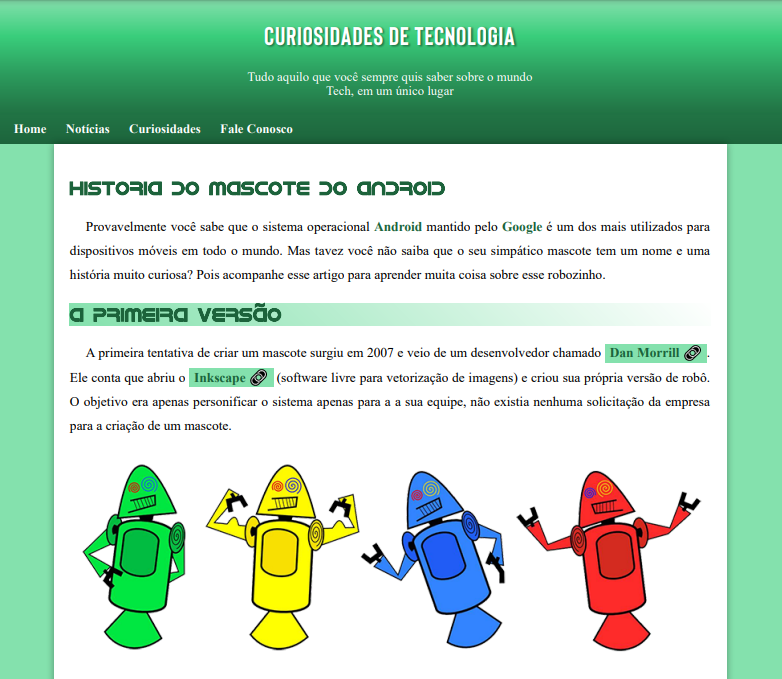 CURIOSIDADES DE TECNOLOGIA
Tudo aquilo que você sempre quis saber sobre o mundo
Tech, em um único lugar
Home Notícias Curiosidades Fale Conosco
HISTORIA DO MASCOTE DO ANDROID
Provavelmente você sabe que o sistema operacional Android mantido pelo Google é um dos mais utilizados para
dispositivos móveis em todo o mundo. Mas tavez você não saiba que o seu simpático mascote tem um nome e uma
história muito curiosa? Pois acompanhe esse artigo para aprender muita coisa sobre esse robozinho.
A PRIMEIRA VERSÃO
A primeira tentativa de criar um mascote surgiu em 2007 e veio de um desenvolvedor chamado Dan Morrill .
Ele conta que abriu o Inkscape (software livre para vetorização de imagens) e criou sua própria versão de robô.
O objetivo era apenas personificar o sistema apenas para a a sua equipe, não existia nenhuma solicitação da empresa
para a criação de um mascote.